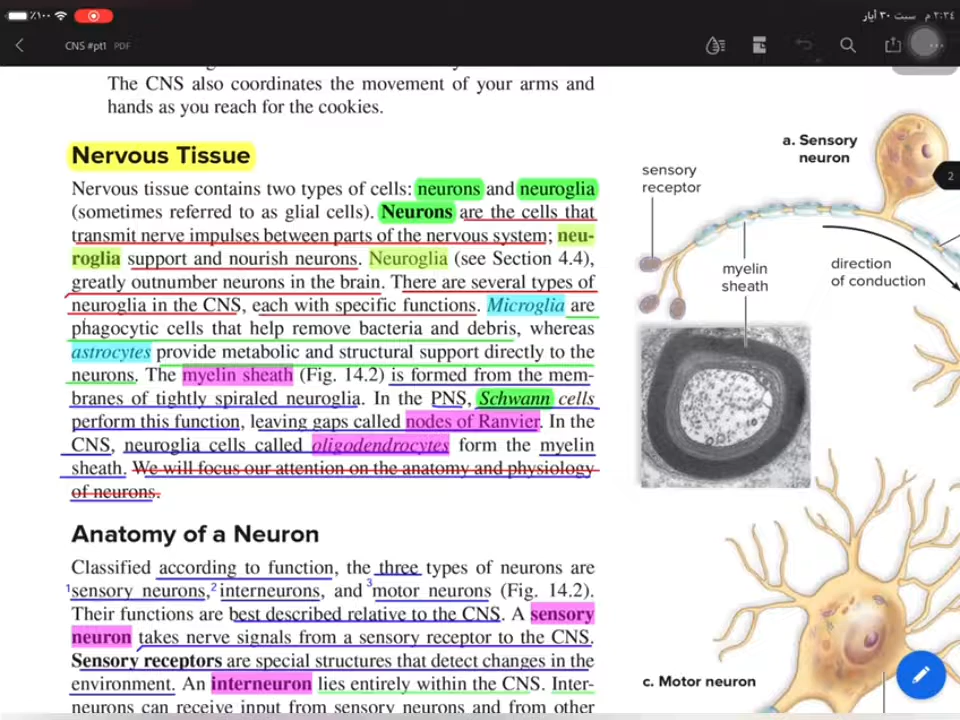 ٪١٠٠
٢:٣٤ م سبت ٣٠ أيار
CNS #pt1 PDF
The CNS also coordinates the movement of your arms and
hands as you reach for the cookies.
Nervous Tissue
Nervous tissue contains two types of cells: neurons and neuroglia
(sometimes referred to as glial cells). Neurons are the cells that
transmit nerve impulses between parts of the nervous system; neu-
roglia support and nourish neurons. Neuroglia (see Section 4.4),
greatly outnumber neurons in the brain. There are several types of
neuroglia in the CNS, each with specific functions. Microglia are
phagocytic cells that help remove bacteria and debris, whereas
astrocytes provide metabolic and structural support directly to the
neurons. The myelin sheath (Fig. 14.2) is formed from the mem-
branes of tightly spiraled neuroglia. In the PNS, Schwann cells
perform this function, leaving gaps called nodes of Ranvier. In the
CNS, neuroglia cells called oligodendrocytes form the myelin
sheath. We will focus our attention on the anatomy and physiology
of neurons.
Anatomy of a Neuron
Classified according to function, the three types of neurons are
1 sensory neurons, 2 interneurons, and 3 motor neurons (Fig. 14.2).
Their functions are best described relative to the CNS. A sensory
neuron takes nerve signals from a sensory receptor to the CNS.
Sensory receptors are special structures that detect changes in the
environment. An interneuron lies entirely within the CNS. Inter-
neurons can receive input from sensory neurons and from other
a. Sensory
neuron
2
sensory
receptor
myelin
sheath
direction
of conduction
c. Motor neuron